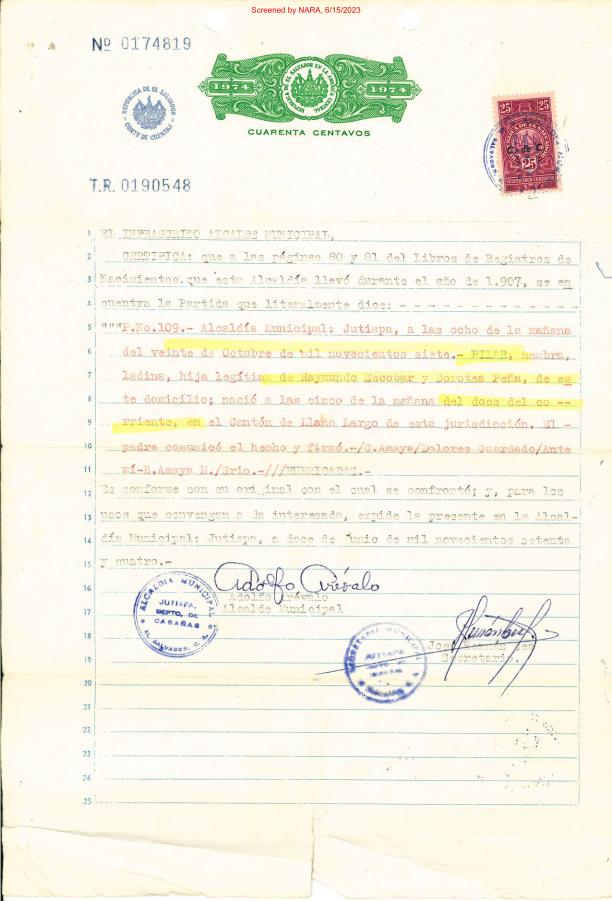 Screened by NARA, 6/15/2023
Nº 0174819
1974 REPUBLICA DE EL SALVADOR EN LA AMERICA CENTRAL 1974
CUARENTA CENTAVOS
REPUBLICA DE EL SALVADOR
CORTE DE CUENTAS
25 25
C. de C.
25
T.R. 0190548
1 EL INFRASCRITO ALCALDE MUNICIPAL,
2 CERTIFICA: que a las páginas 80 y 81 del Libros de Registros de
3 Nacimientos que esta Alcaldía llevó durante el año de 1.907, se en
4 cuentra la Partida que literalmente dice: - - - - - - - - - - - - - -
5 """P.No.109.- Alcaldía Municipal: Jutiapa, a las ocho de la mañana
6 del veinte de Octubre de mil novecientos siete.- PILAR, hembra,
7 ladina, hija legítima de Raymundo Escobar y Dorotea Peña, de es
8 te domicilio; nació a las cinco de la mañana del doce del co --
9 rriente, en el Cantón de Llano Largo de esta jurisdicción. El -
10 padre comunicó el hecho y firmó.-/C.Amaya/Dolores Guardado/Ante
11 mí-B.Amaya M./Srio.-///RUBRICADAS.-
12 Es conforme con su original con el cual se confrontó; y, para los
13 usos que convengan a la interesada, expido la presente en la Alcal-
14 día Municipal: Jutiapa, a doce de unio de mil novecientos setenta
15 y cuatro.-
16 Adolfo Arévalo
Adolfo Arévalo
17 Alcalde Municipal
ALCALDIA MUNICIPAL
JUTIAPA,
DEPTO. DE
CABAÑAS
EL SALVADOR, C. A.
18 Hernández
José Hernández
19 Secretario.
SECRETARIA MUNICIPAL
JUTIAPA
20
21
22
23
24
25